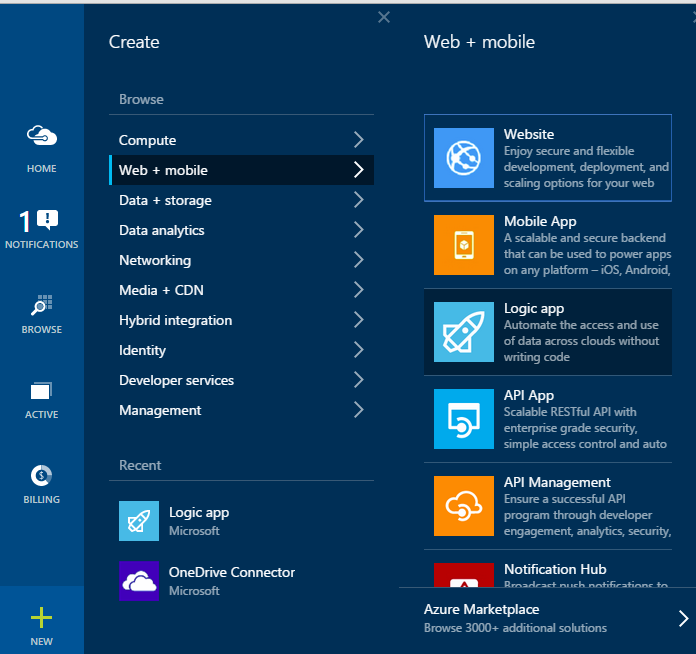 HOME
1
NOTIFICATIONS
BROWSE
ACTIVE
BILLING
NEW
Create
Browse
Compute
Web + mobile
Data + storage
Data analytics
Networking
Media + CDN
Hybrid integration
Identity
Developer services
Management
Recent
Logic app
Microsoft
OneDrive Connector
Microsoft
Web + mobile
Website
Enjoy secure and flexible
development, deployment, and
scaling options for your web
Mobile App
A scalable and secure backend
that can be used to power apps
on any platform – iOS, Android,
Logic app
Automate the access and use
of data across clouds without
writing code
API App
Scalable RESTful API with
enterprise grade security,
simple access control and auto
API Management
Ensure a successful API
program through developer
engagement, analytics, security,
Notification Hub
Broadcast push notifications to
Azure Marketplace
Browse 3000+ additional solutions